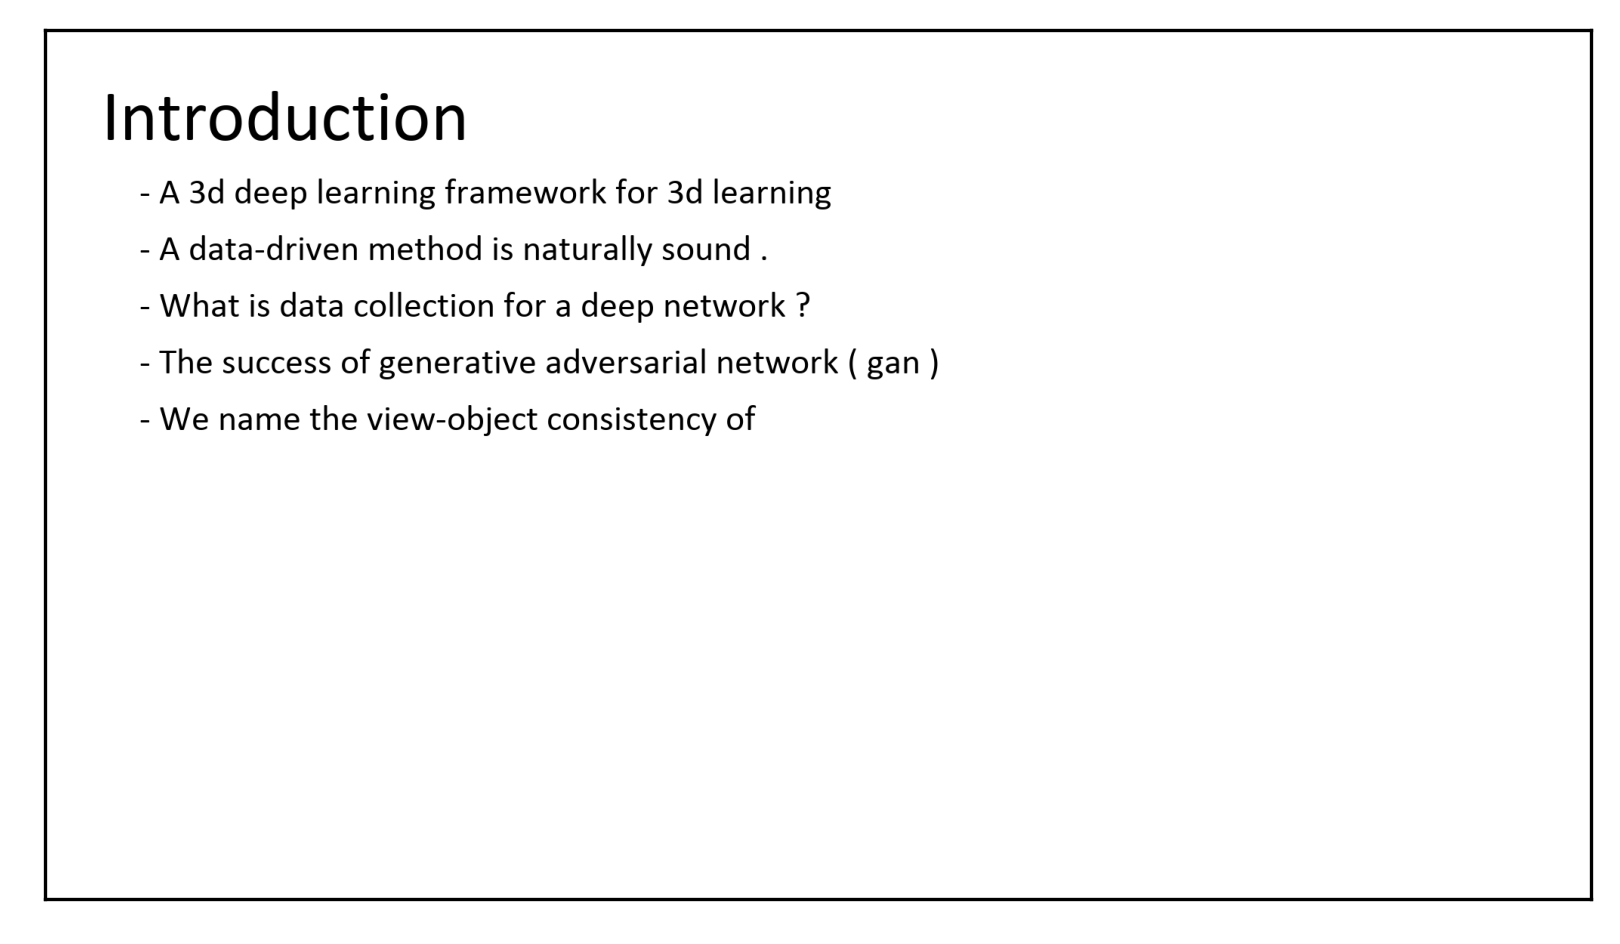 Introduction
- A 3d deep learning framework for 3d learning
- A data-driven method is naturally sound .
- What is data collection for a deep network ?
- The success of generative adversarial network ( gan )
- We name the view-object consistency of